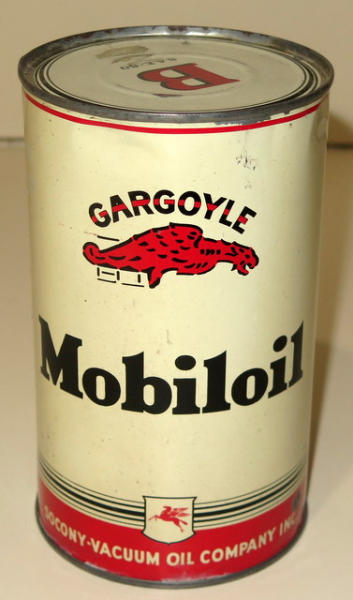 B
GARGOYLE
Mobiloil
SOCONY-VACUUM OIL COMPANY INC.